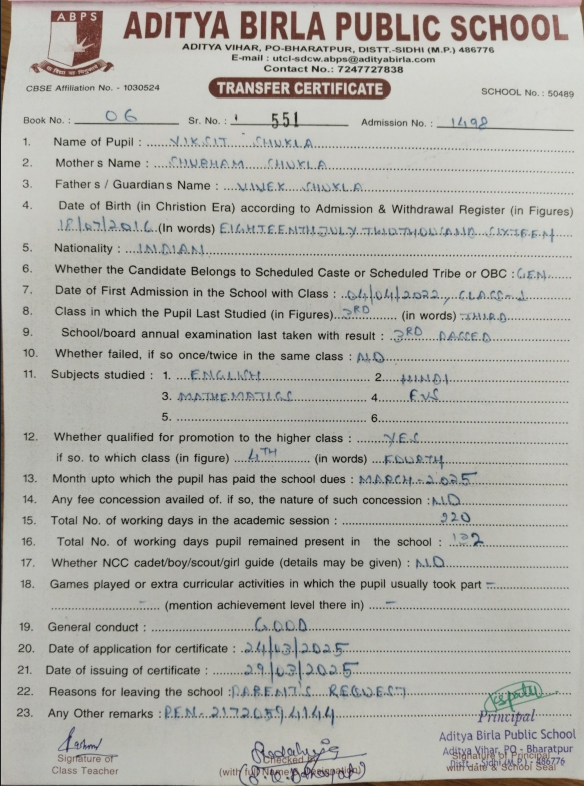 ABPS
ADITYA BIRLA PUBLIC SCHOOL
ADITYA VIHAR, PO-BHARATPUR, DISTT.-SIDHI (M.P.) 486776
E-mail : utcl-sdcw.abps@adityabirla.com
Contact No.: 7247727838
CBSE Affiliation No. - 1030524
TRANSFER CERTIFICATE
SCHOOL No. : 50489
Book No. : 06 Sr. No. : 551 Admission No. : 1498
1. Name of Pupil : VIKSIT SHUKLA
2. Mother s Name : SHUBHAM SHUKLA
3. Father s / Guardian s Name : VIVEK SHUKLA
4. Date of Birth (in Christion Era) according to Admission & Withdrawal Register (in Figures)
18/07/2016 (In words) EIGHTEENTH JULY TWO THOUSAND SIXTEEN
5. Nationality : INDIAN
6. Whether the Candidate Belongs to Scheduled Caste or Scheduled Tribe or OBC : GEN
7. Date of First Admission in the School with Class : 04/04/2022, CLASS-1
8. Class in which the Pupil Last Studied (in Figures) 3RD (in words) THIRD
9. School/board annual examination last taken with result : 3RD PASSED
10. Whether failed, if so once/twice in the same class : NO
11. Subjects studied : 1. ENGLISH 2. HINDI
3. MATHEMATICS 4. EVS
5. 6.
12. Whether qualified for promotion to the higher class : YES
if so. to which class (in figure) 4TH (in words) FOURTH
13. Month upto which the pupil has paid the school dues : MARCH-2025
14. Any fee concession availed of. if so, the nature of such concession : NO
15. Total No. of working days in the academic session : 220
16. Total No. of working days pupil remained present in the school : 132
17. Whether NCC cadet/boy/scout/girl guide (details may be given) : NO
18. Games played or extra curricular activities in which the pupil usually took part –
– (mention achievement level there in) –
19. General conduct : GOOD
20. Date of application for certificate : 24/03/2025
21. Date of issuing of certificate : 29/03/2025
22. Reasons for leaving the school : PARENT'S REQUEST
23. Any Other remarks : PEN- 21720594144
Principal
Aditya Birla Public School
Aditya Vihar, PO - Bharatpur
Distt. - Sidhi (M.P.) - 486776
Signature of
Class Teacher
Checked by
(with full Name & Designation)
Signature of Principal
with date & School Seal